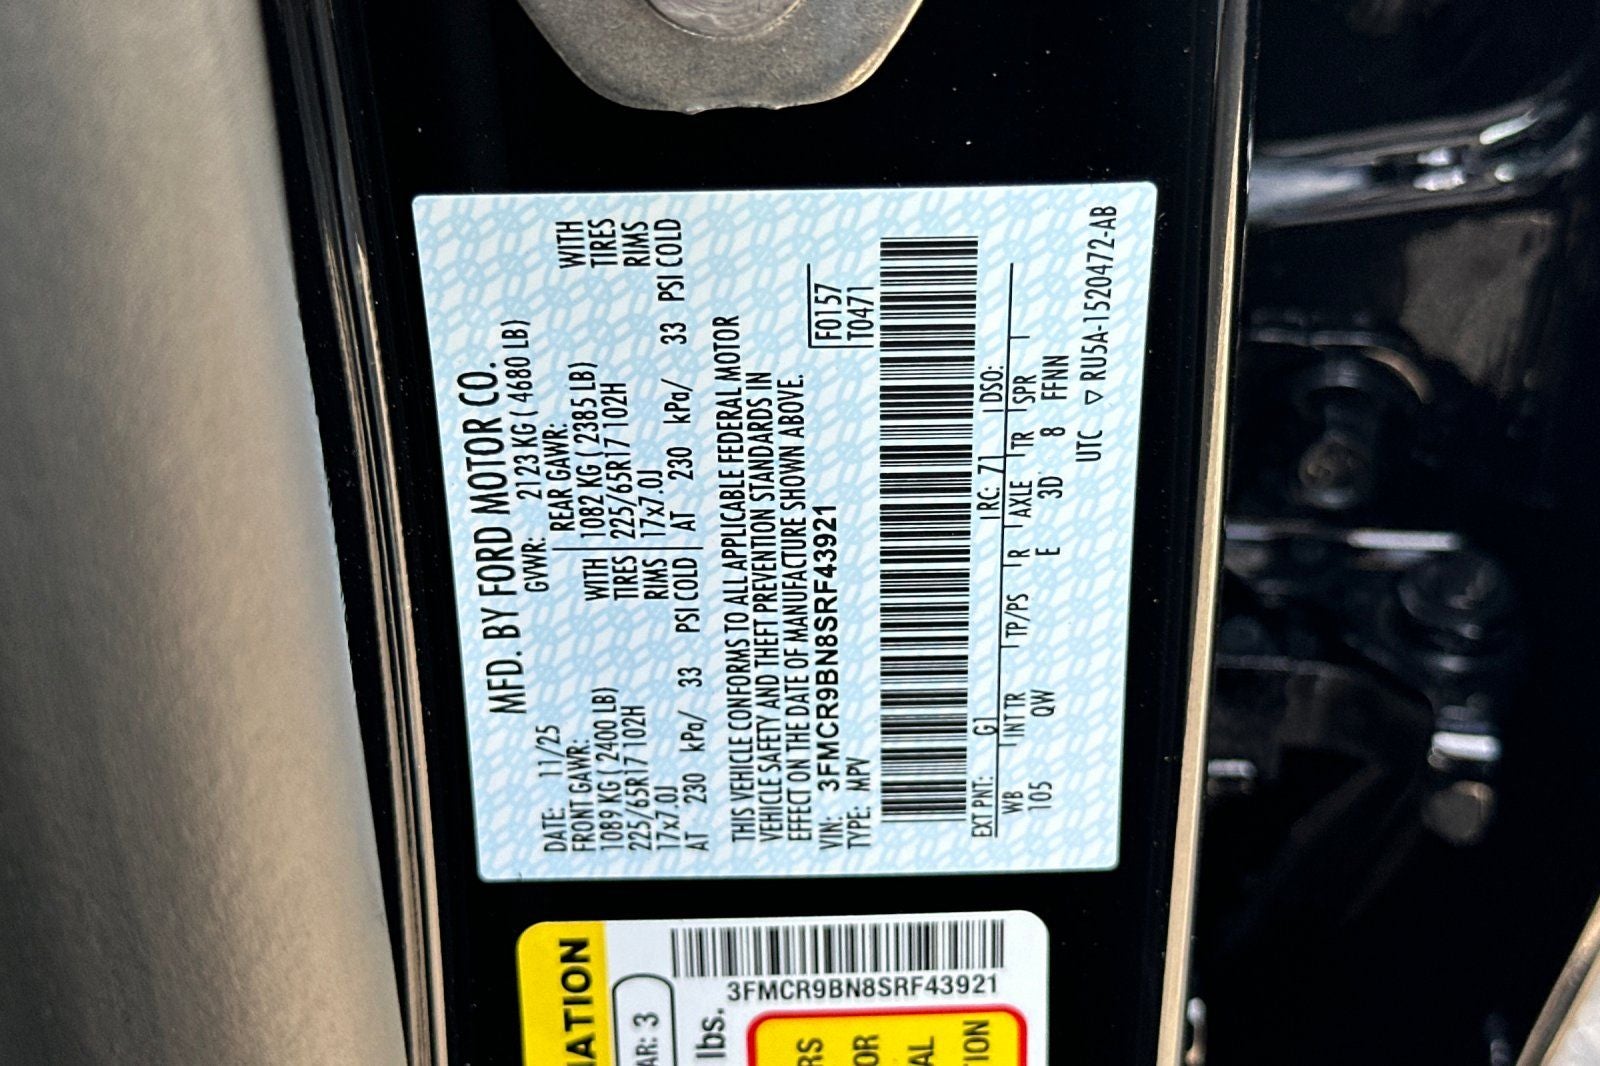 MFD. BY FORD MOTOR CO.
DATE: 11/25 GVWR: 2123 KG ( 4680 LB)
FRONT GAWR: REAR GAWR:
1089 KG ( 2400 LB) WITH 1082 KG ( 2385 LB) WITH
225/65R17 102H TIRES 225/65R17 102H TIRES
17x7.0J RIMS 17x7.0J RIMS
AT 230 kPa/ 33 PSI COLD AT 230 kPa/ 33 PSI COLD
THIS VEHICLE CONFORMS TO ALL APPLICABLE FEDERAL MOTOR
VEHICLE SAFETY AND THEFT PREVENTION STANDARDS IN
EFFECT ON THE DATE OF MANUFACTURE SHOWN ABOVE.
VIN: 3FMCR9BN8SRF43921 F0157
TYPE: MPV T0471
EXT PNT: G1 RC: 71 DSO:
WB INT TR TP/PS R AXLE TR SPR
105 QW E 3D 8 FFNN
UTC ▽ RU5A-1520472-AB
3FMCR9BN8SRF43921
AR: 3
lbs.